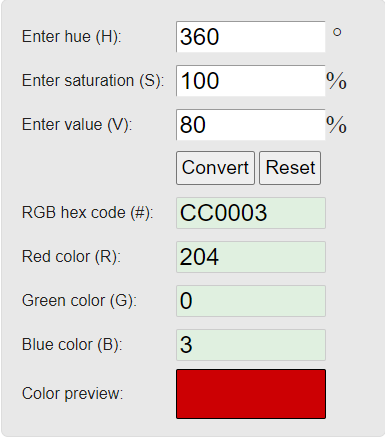 Enter hue (H): 360 °
Enter saturation (S): 100 %
Enter value (V): 80 %
Convert Reset
RGB hex code (#): CC0003
Red color (R): 204
Green color (G): 0
Blue color (B): 3
Color preview: